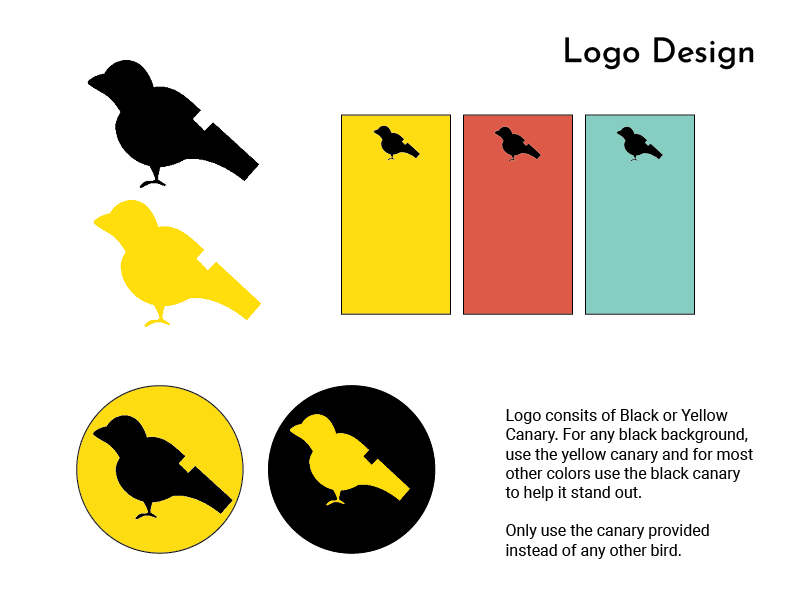 Logo Design
Logo consits of Black or Yellow
Canary. For any black background,
use the yellow canary and for most
other colors use the black canary
to help it stand out.
Only use the canary provided
instead of any other bird.